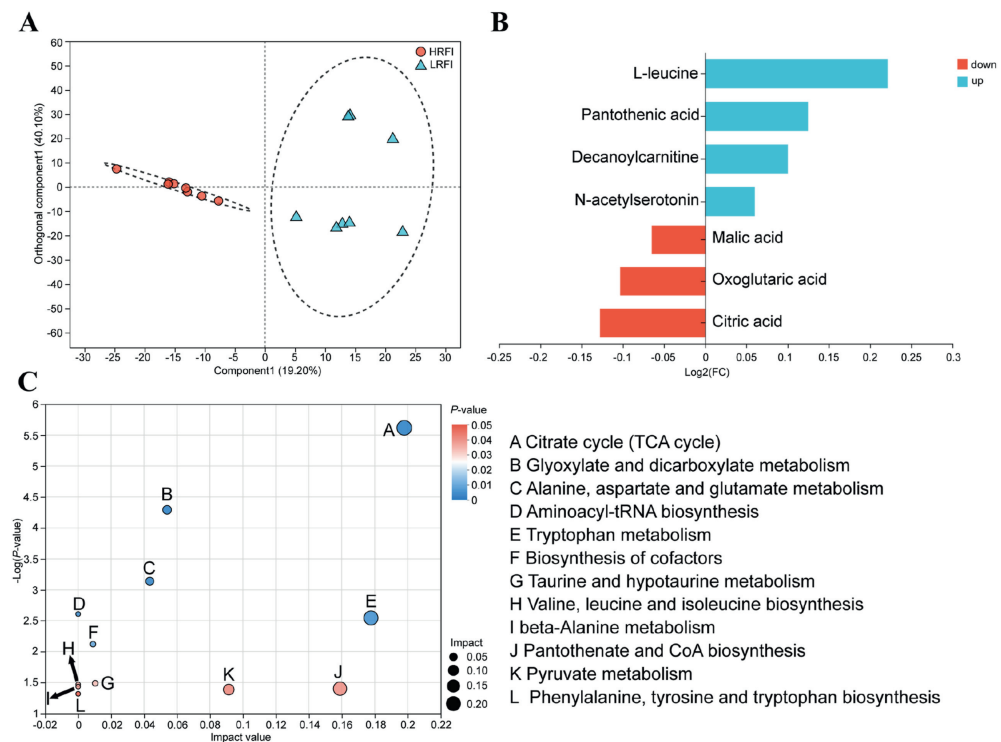 A
60
50
40
30
20
10
0
-10
-20
-30
-40
-50
-60
Orthogonal component1 (40.10%)
HRFI
LRFI
-30 -25 -20 -15 -10 -5 0 5 10 15 20 25 30
Component1 (19.20%)
B
L-leucine
Pantothenic acid
Decanoylcarnitine
N-acetylserotonin
Malic acid
Oxoglutaric acid
Citric acid
down
up
-0.25 -0.2 -0.15 -0.1 -0.05 0 0.05 0.1 0.15 0.2 0.25 0.3
Log2(FC)
C
6
5.5
5
4.5
4
3.5
3
2.5
2
1.5
1
-Log(P-value)
A
B
C
D
E
F
H
G
I
L
K
J
-0.02 0 0.02 0.04 0.06 0.08 0.1 0.12 0.14 0.16 0.18 0.2 0.22
Impact value
P-value
0.05
0.04
0.03
0.02
0.01
0
Impact
0.05
0.10
0.15
0.20
A Citrate cycle (TCA cycle)
B Glyoxylate and dicarboxylate metabolism
C Alanine, aspartate and glutamate metabolism
D Aminoacyl-tRNA biosynthesis
E Tryptophan metabolism
F Biosynthesis of cofactors
G Taurine and hypotaurine metabolism
H Valine, leucine and isoleucine biosynthesis
I beta-Alanine metabolism
J Pantothenate and CoA biosynthesis
K Pyruvate metabolism
L Phenylalanine, tyrosine and tryptophan biosynthesis